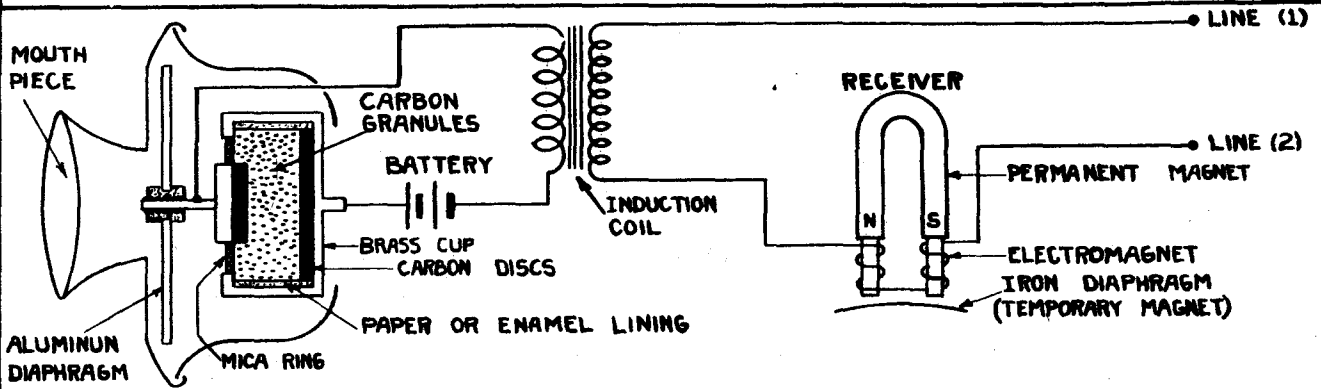 LINE (1)
MOUTH
PIECE
RECEIVER
CARBON
GRANULES
LINE (2)
BATTERY
PERMANENT MAGNET
INDUCTION
COIL
N S
BRASS CUP
CARBON DISCS
ELECTROMAGNET
IRON DIAPHRAGM
(TEMPORARY MAGNET)
PAPER OR ENAMEL LINING
ALUMINUN
DIAPHRAGM
MICA RING